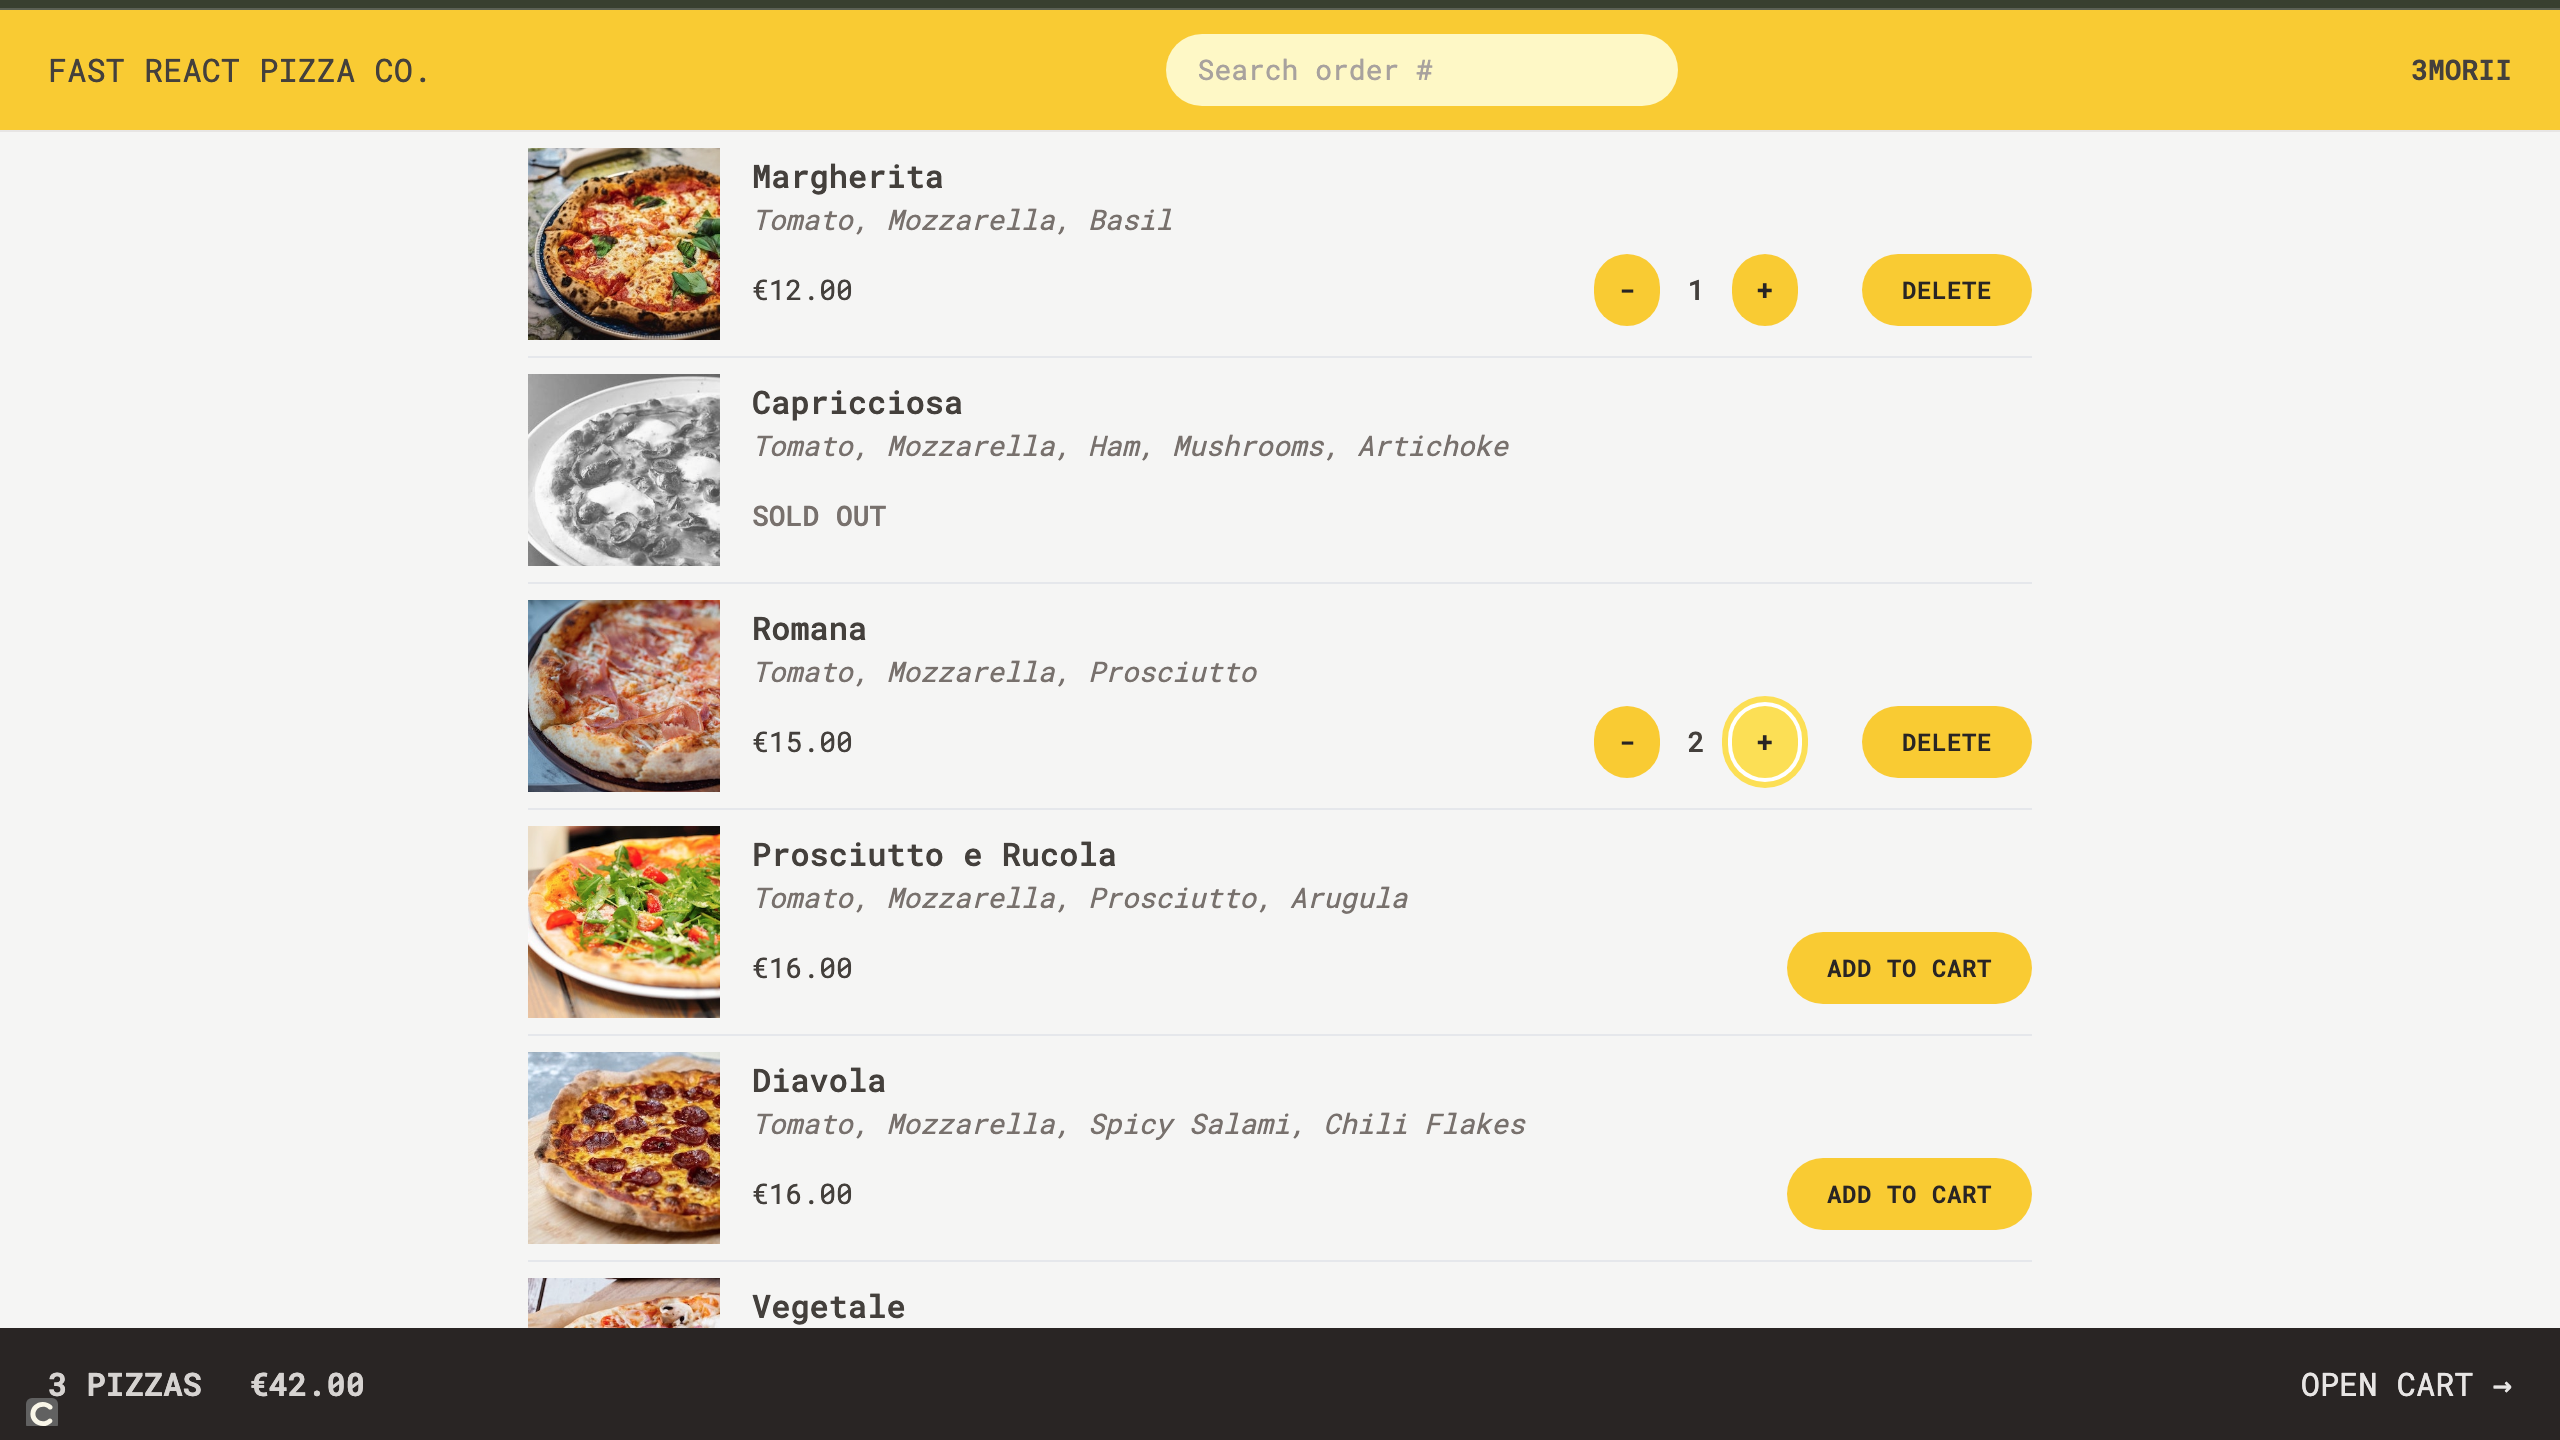 FAST REACT PIZZA CO.
Search order #
3MORII
Margherita
Tomato, Mozzarella, Basil
€12.00
- 1 + DELETE
Capricciosa
Tomato, Mozzarella, Ham, Mushrooms, Artichoke
SOLD OUT
Romana
Tomato, Mozzarella, Prosciutto
€15.00
- 2 + DELETE
Prosciutto e Rucola
Tomato, Mozzarella, Prosciutto, Arugula
€16.00
ADD TO CART
Diavola
Tomato, Mozzarella, Spicy Salami, Chili Flakes
€16.00
ADD TO CART
Vegetale
3 PIZZAS €42.00
OPEN CART →
C